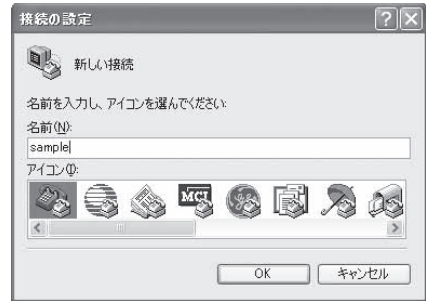 接続の設定
新しい接続
名前を入力し、アイコンを選んでください:
名前(N):
sample
アイコン(I):
MCI
OK
キャンセル